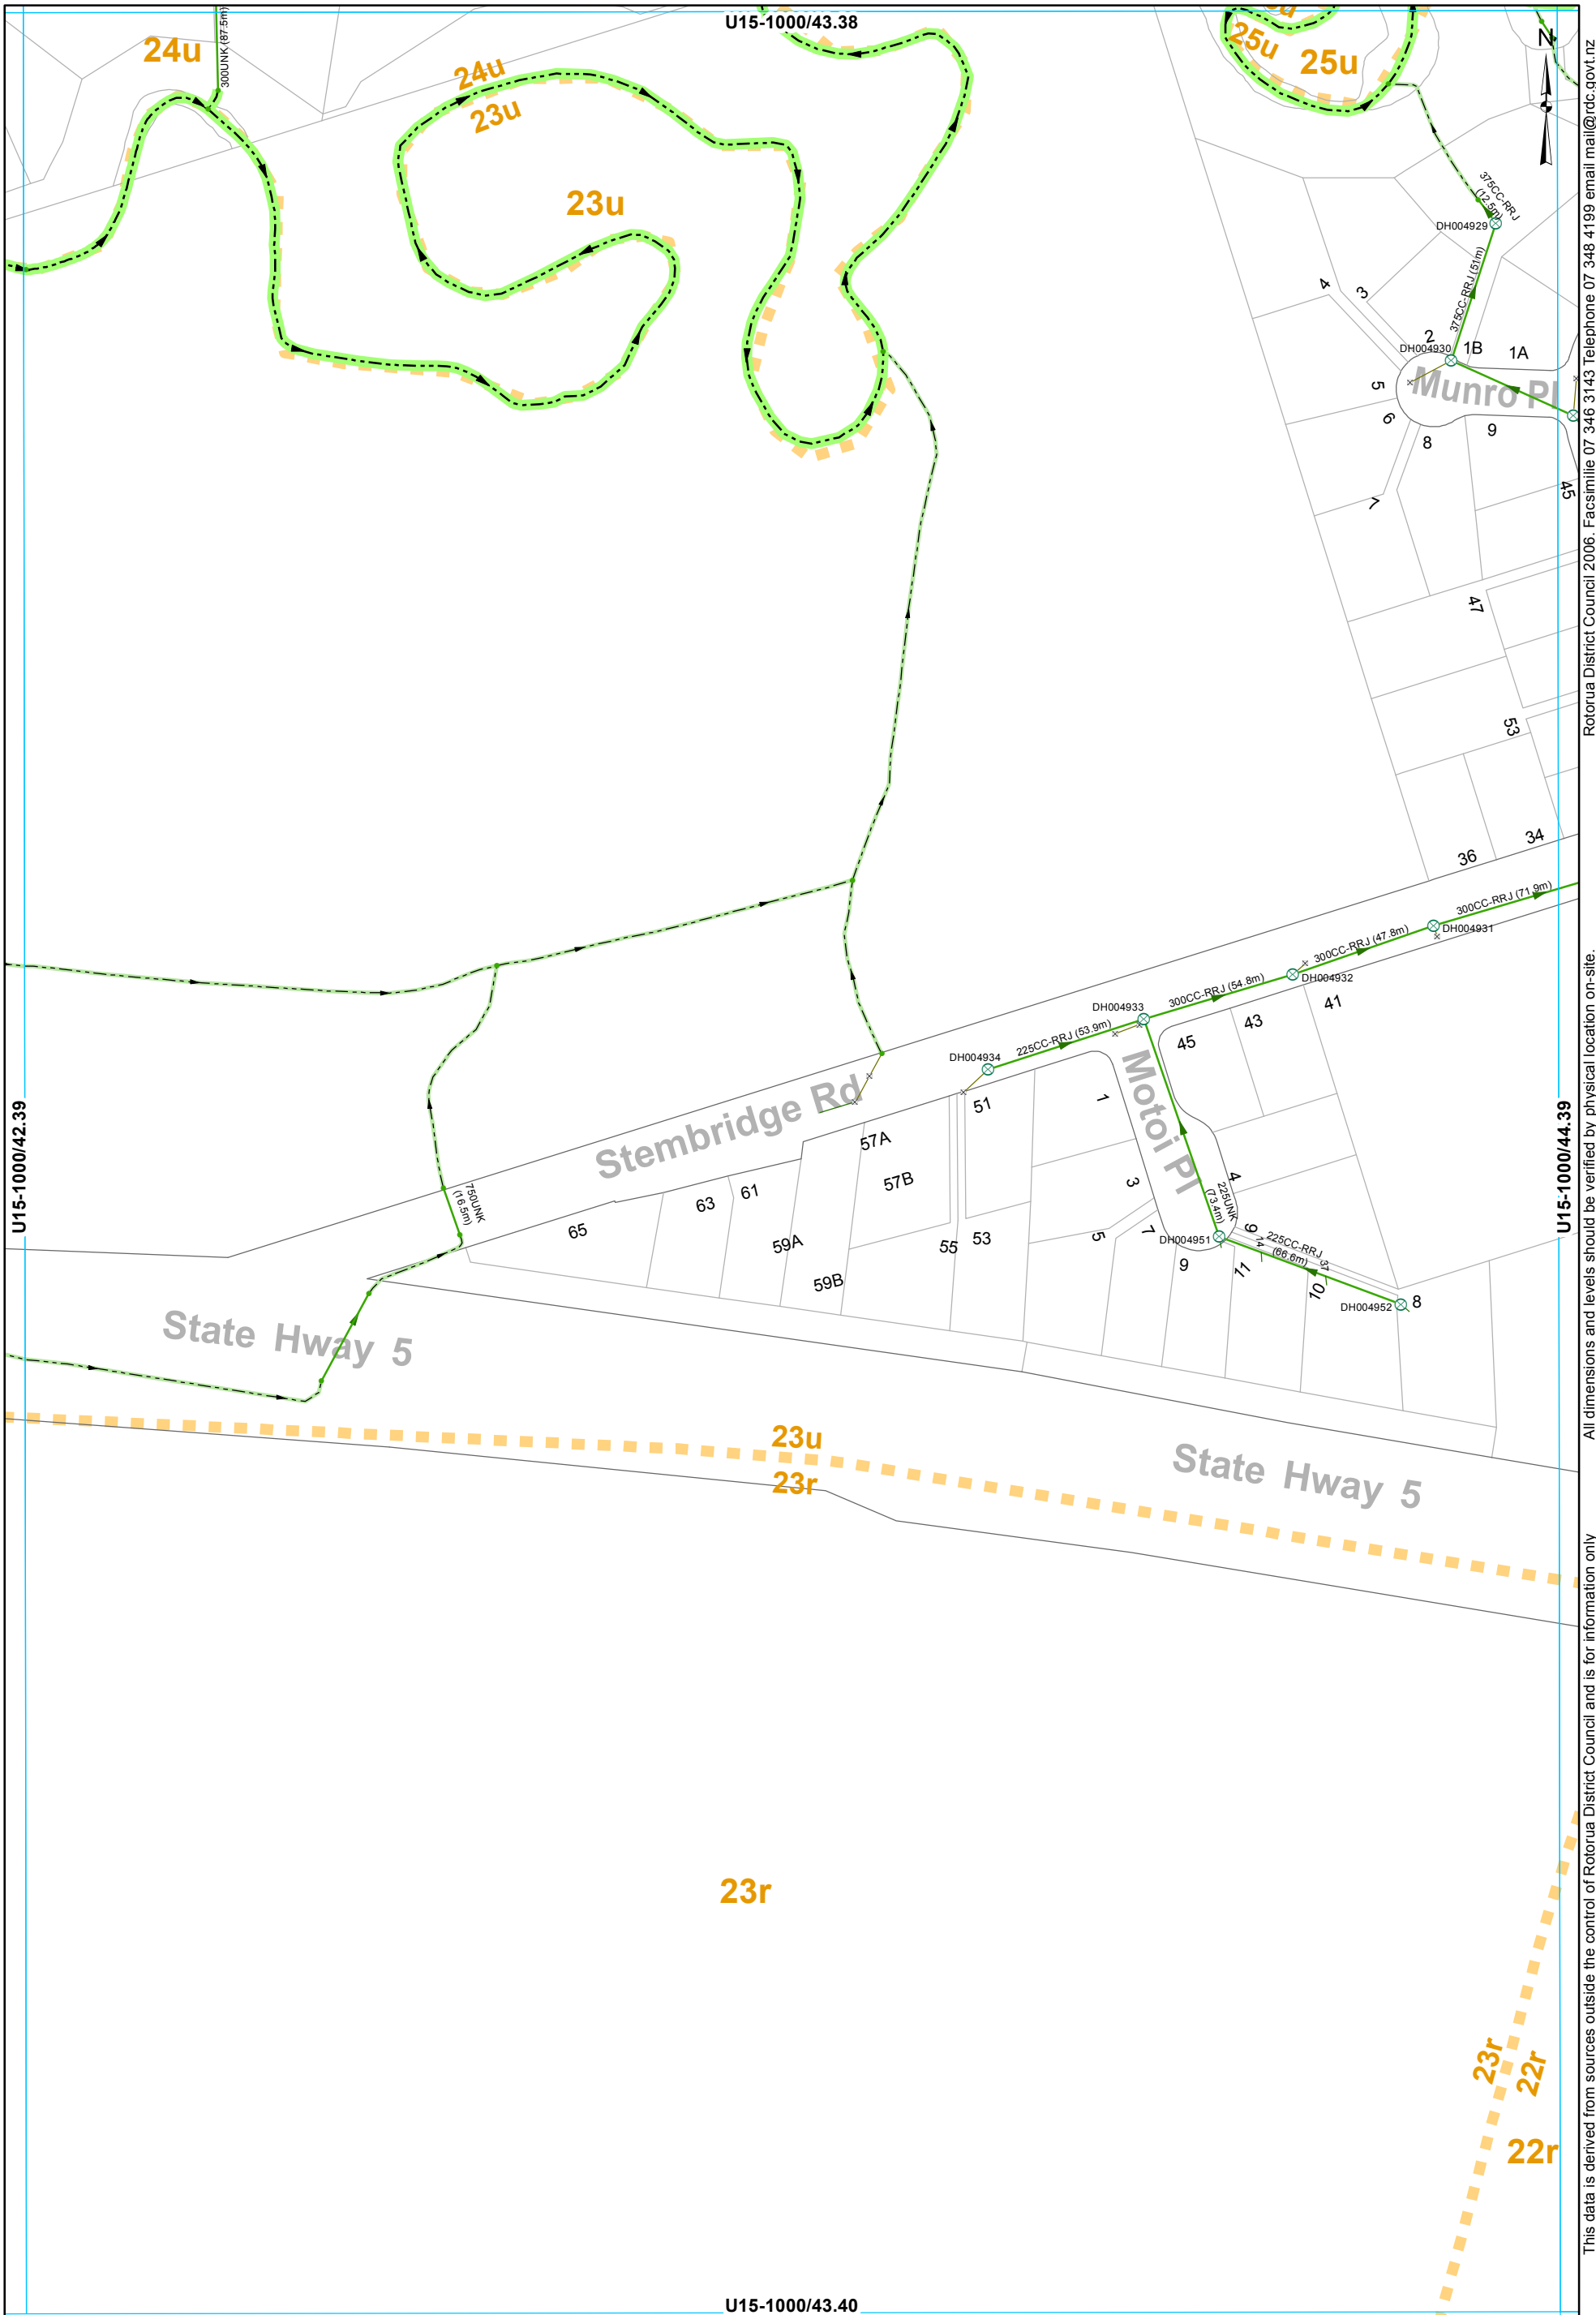 U15-1000/43.38
24u
300UNK (87.5m)
24u
23u
23u
25u
25u
N
375CC-RRJ
(12.5m)
DH004929
375CC-RRJ (51m)
4
3
2
DH004930
1B
1A
Munro Pl
5
6
8
9
7
45
47
53
36
34
300CC-RRJ (71.9m)
DH004931
300CC-RRJ (47.8m)
DH004932
300CC-RRJ (54.8m)
DH004933
225CC-RRJ (53.9m)
DH004934
41
43
45
Motoi Pl
51
1
Stembridge Rd
57A
57B
3
4
225UNK
(73.4m)
750UNK
(16.5m)
63
61
65
59A
59B
55
53
5
7
DH004951
9
11
6
14
225CC-RRJ
(66.6m)
37
10
DH004952
8
U15-1000/42.39
U15-1000/44.39
State Hway 5
23u
23r
State Hway 5
23r
23r
22r
22r
U15-1000/43.40
Rotorua District Council 2006. Facsimilie 07 346 3143 Telephone 07 348 4199 email mail@rdc.govt.nz
All dimensions and levels should be verified by physical location on-site.
This data is derived from sources outside the control of Rotorua District Council and is for information only